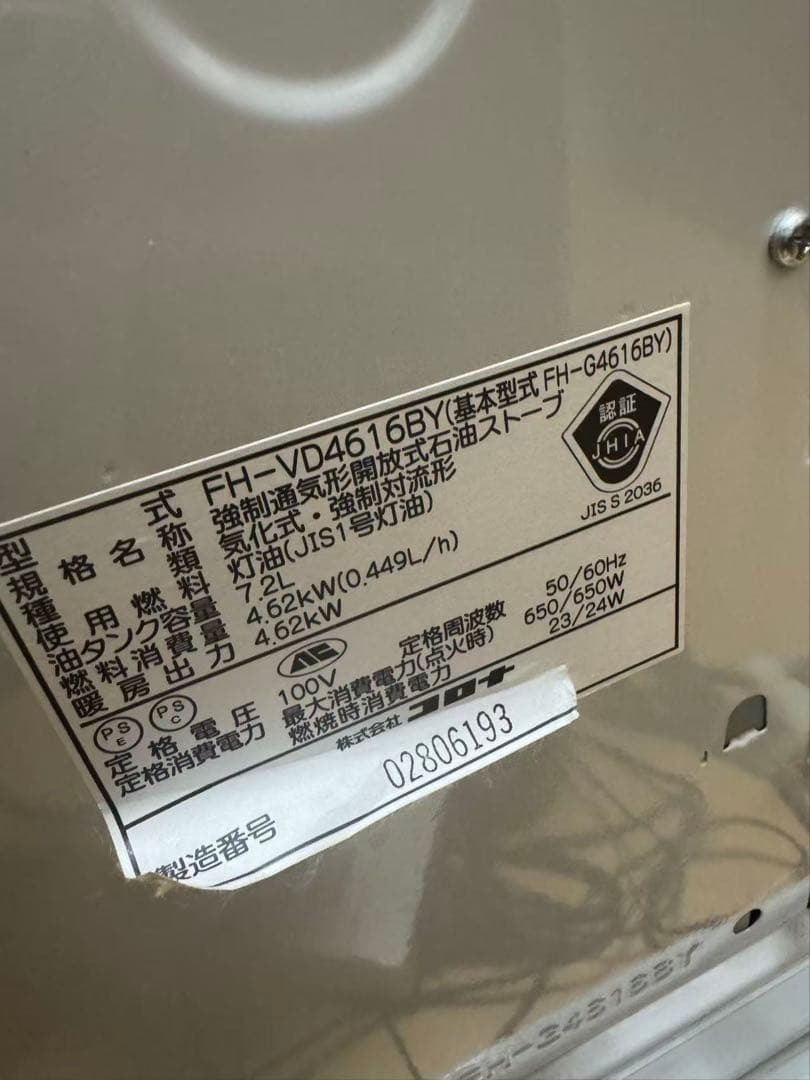 型式 FH-VD4616BY(基本型式 FH-G4616BY)
規格名称 強制通気形開放式石油ストーブ
種類 気化式・強制対流形
使用燃料 灯油(JIS1号灯油)
油タンク容量 7.2L
燃料消費量 4.62kW(0.449L/h)
暖房出力 4.62kW
認証
JHIA
JIS S 2036
PS E
PS C
定格電圧 100V
定格周波数 50/60Hz
定格消費電力 最大消費電力(点火時) 650/650W
燃焼時消費電力 23/24W
株式会社コロナ
製造番号 02806193